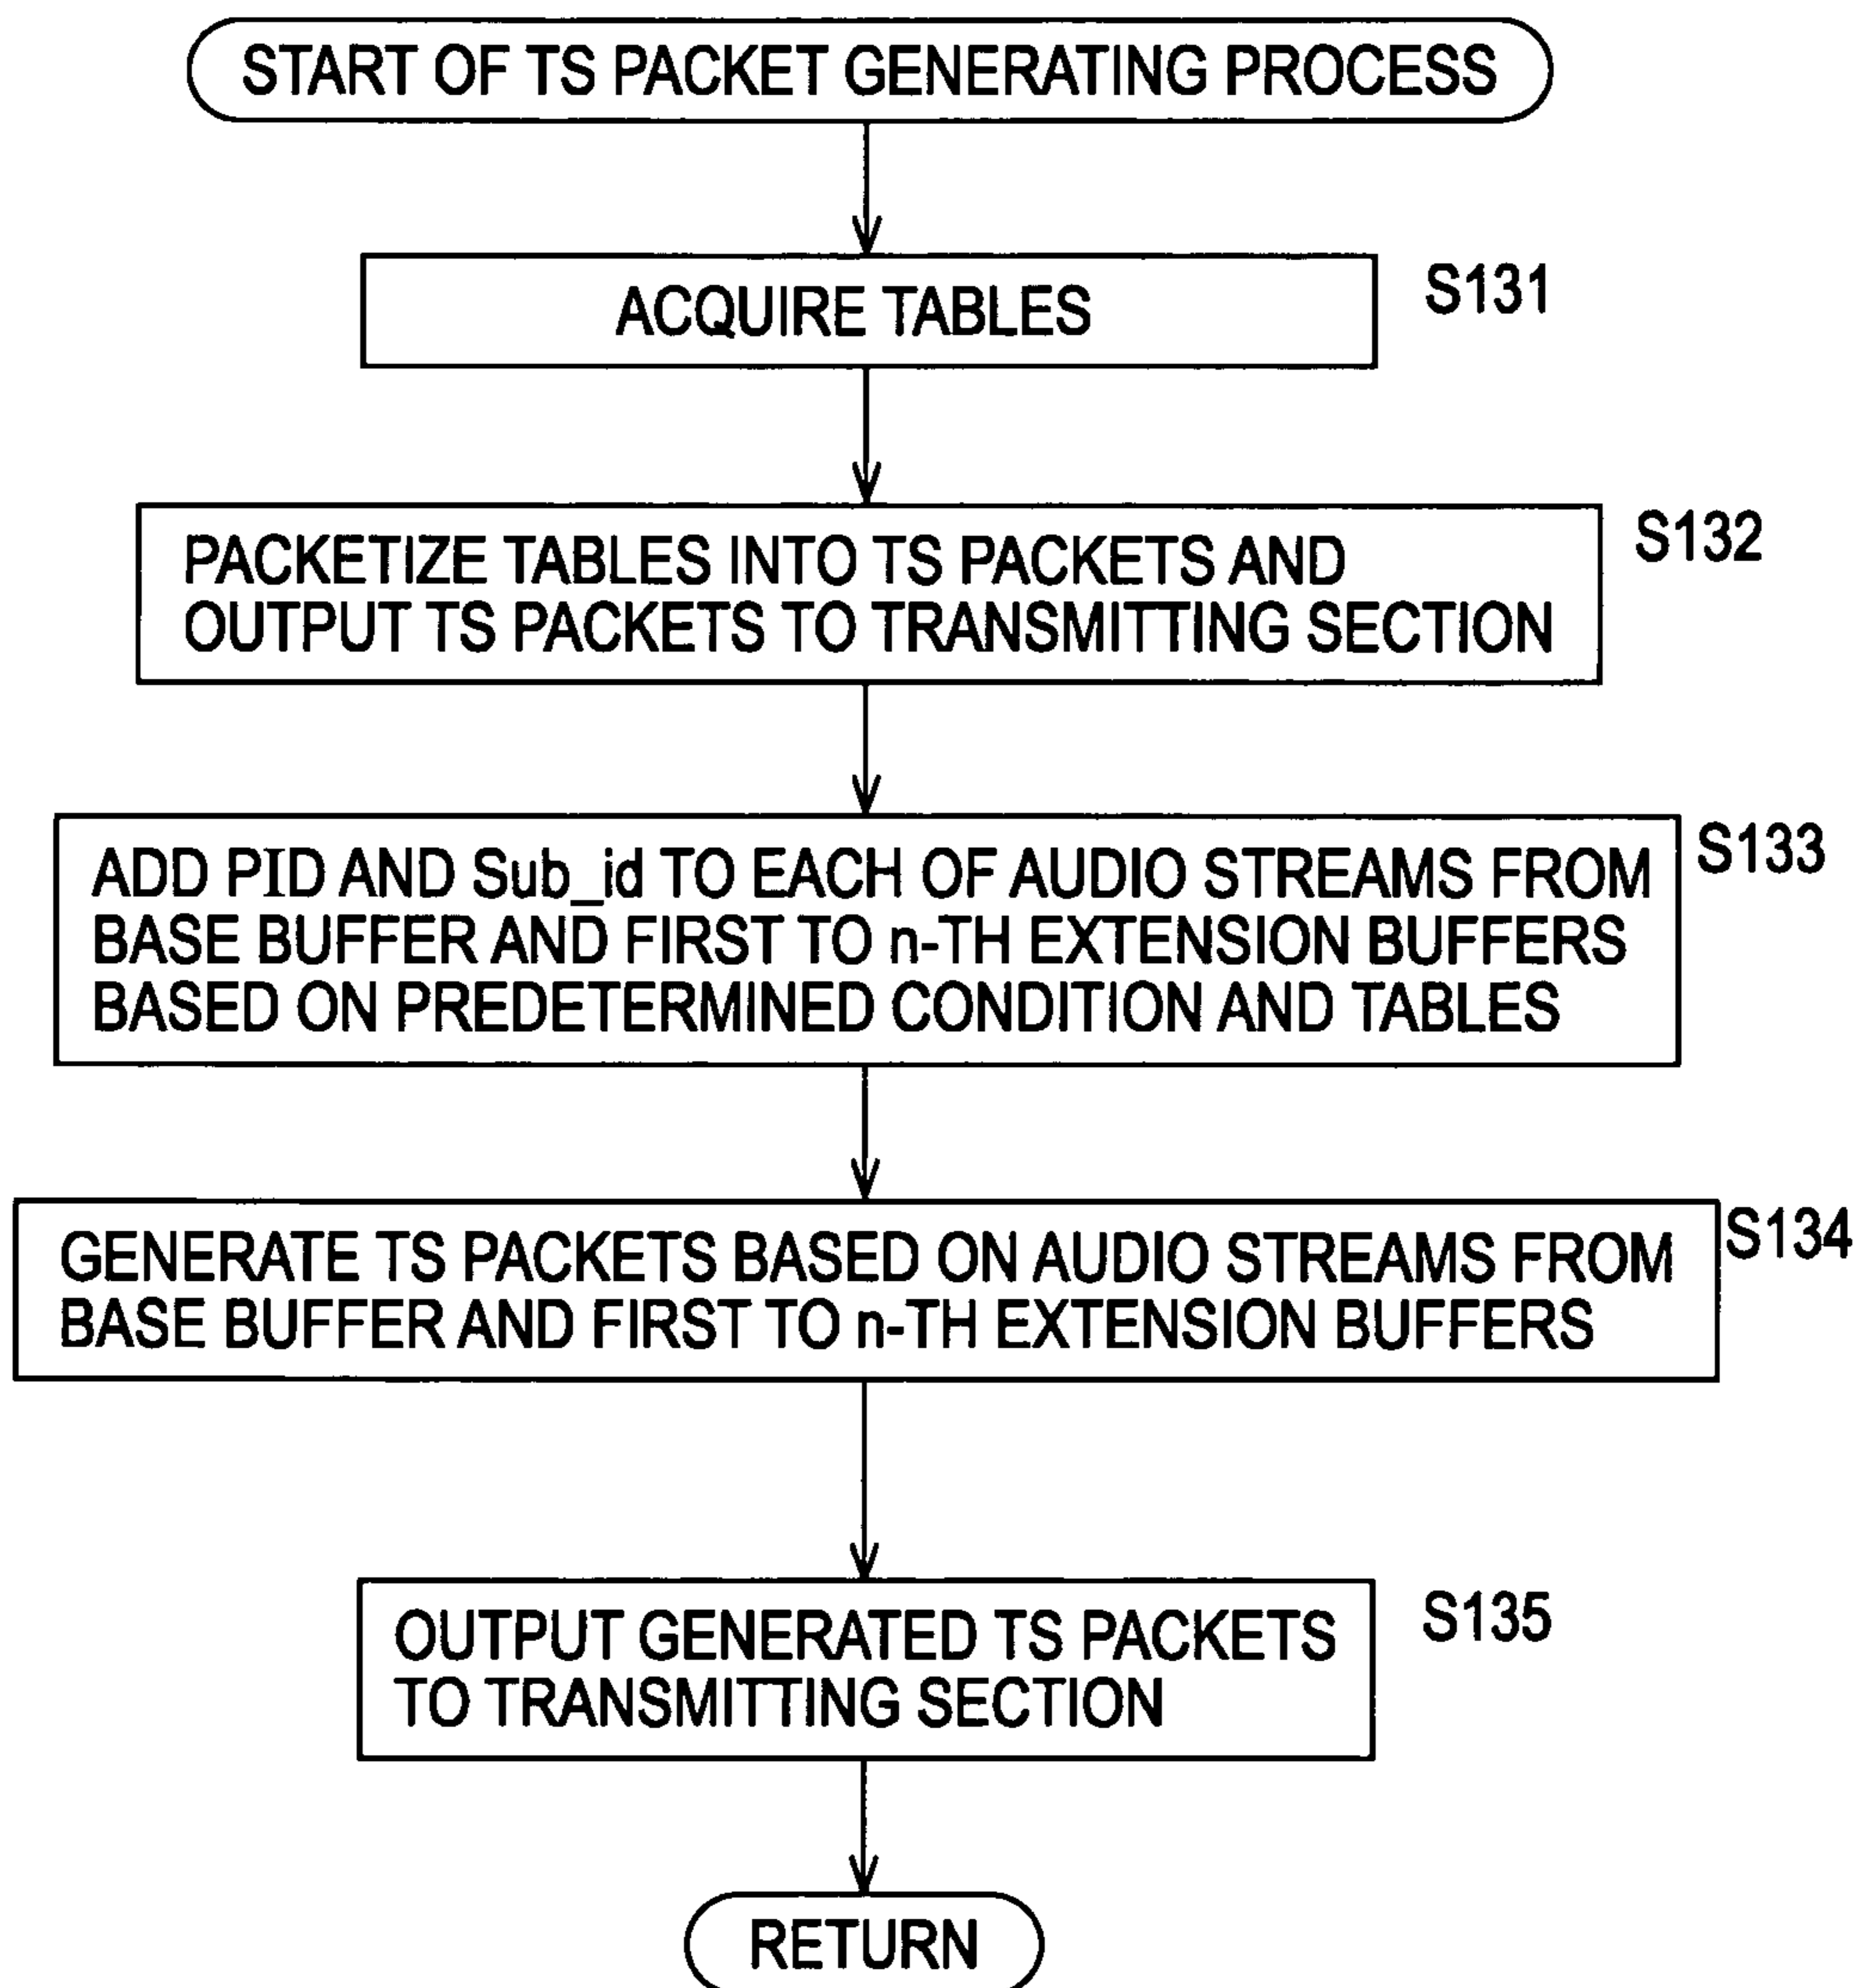 START OF TS PACKET GENERATING PROCESS
ACQUIRE TABLES
S131
PACKETIZE TABLES INTO TS PACKETS AND
OUTPUT TS PACKETS TO TRANSMITTING SECTION
S132
ADD PID AND Sub_id TO EACH OF AUDIO STREAMS FROM
BASE BUFFER AND FIRST TO n-TH EXTENSION BUFFERS
BASED ON PREDETERMINED CONDITION AND TABLES
S133
GENERATE TS PACKETS BASED ON AUDIO STREAMS FROM
BASE BUFFER AND FIRST TO n-TH EXTENSION BUFFERS
S134
OUTPUT GENERATED TS PACKETS
TO TRANSMITTING SECTION
S135
RETURN